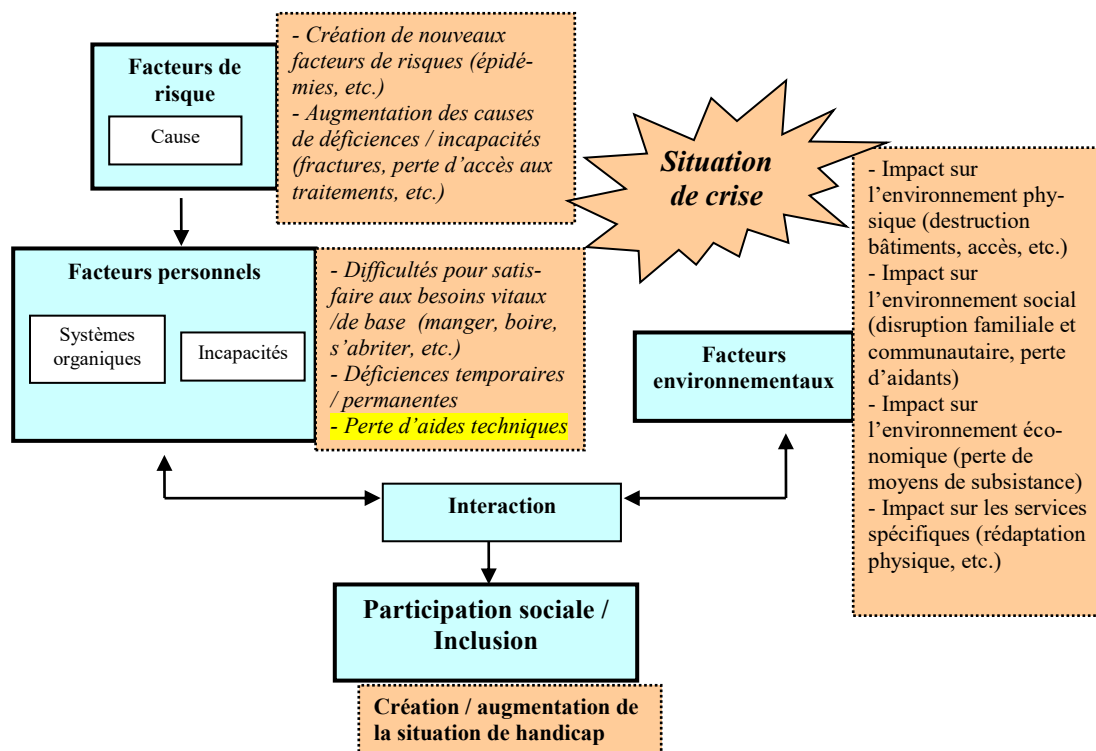 Facteurs de
risque
Cause
- Création de nouveaux
facteurs de risques (épidé-
mies, etc.)
- Augmentation des causes
de déficiences / incapacités
(fractures, perte d’accès aux
traitements, etc.)
Situation
de crise
Facteurs personnels
Systèmes
organiques
Incapacités
- Difficultés pour satis-
faire aux besoins vitaux
/de base (manger, boire,
s’abriter, etc.)
- Déficiences temporaires
/ permanentes
- Perte d’aides techniques
Facteurs
environnementaux
- Impact sur
l’environnement phy-
sique (destruction
bâtiments, accès, etc.)
- Impact sur
l’environnement social
(disruption familiale et
communautaire, perte
d’aidants)
- Impact sur
l’environnement éco-
nomique (perte de
moyens de subsistance)
- Impact sur les services
spécifiques (rédaptation
physique, etc.)
Interaction
Participation sociale /
Inclusion
Création / augmentation de
la situation de handicap